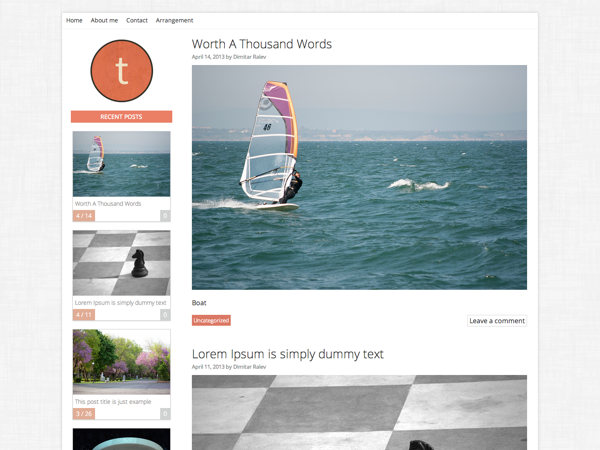 Home About me Contact Arrangement
t
RECENT POSTS
Worth A Thousand Words
4 / 14 0
Lorem Ipsum is simply dummy text
4 / 11 0
This post title is just example
3 / 26 0
Worth A Thousand Words
April 14, 2013 by Dimitar Ralev
48
Boat
Uncategorized Leave a comment
Lorem Ipsum is simply dummy text
April 11, 2013 by Dimitar Ralev